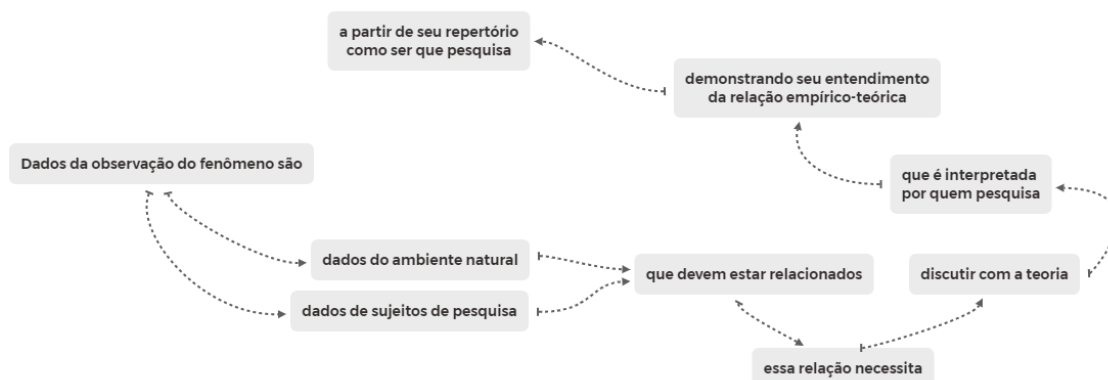 a partir de seu repertório
como ser que pesquisa
demonstrando seu entendimento
da relação empírico-teórica
Dados da observação do fenômeno são
que é interpretada
por quem pesquisa
dados do ambiente natural
que devem estar relacionados
discutir com a teoria
dados de sujeitos de pesquisa
essa relação necessita